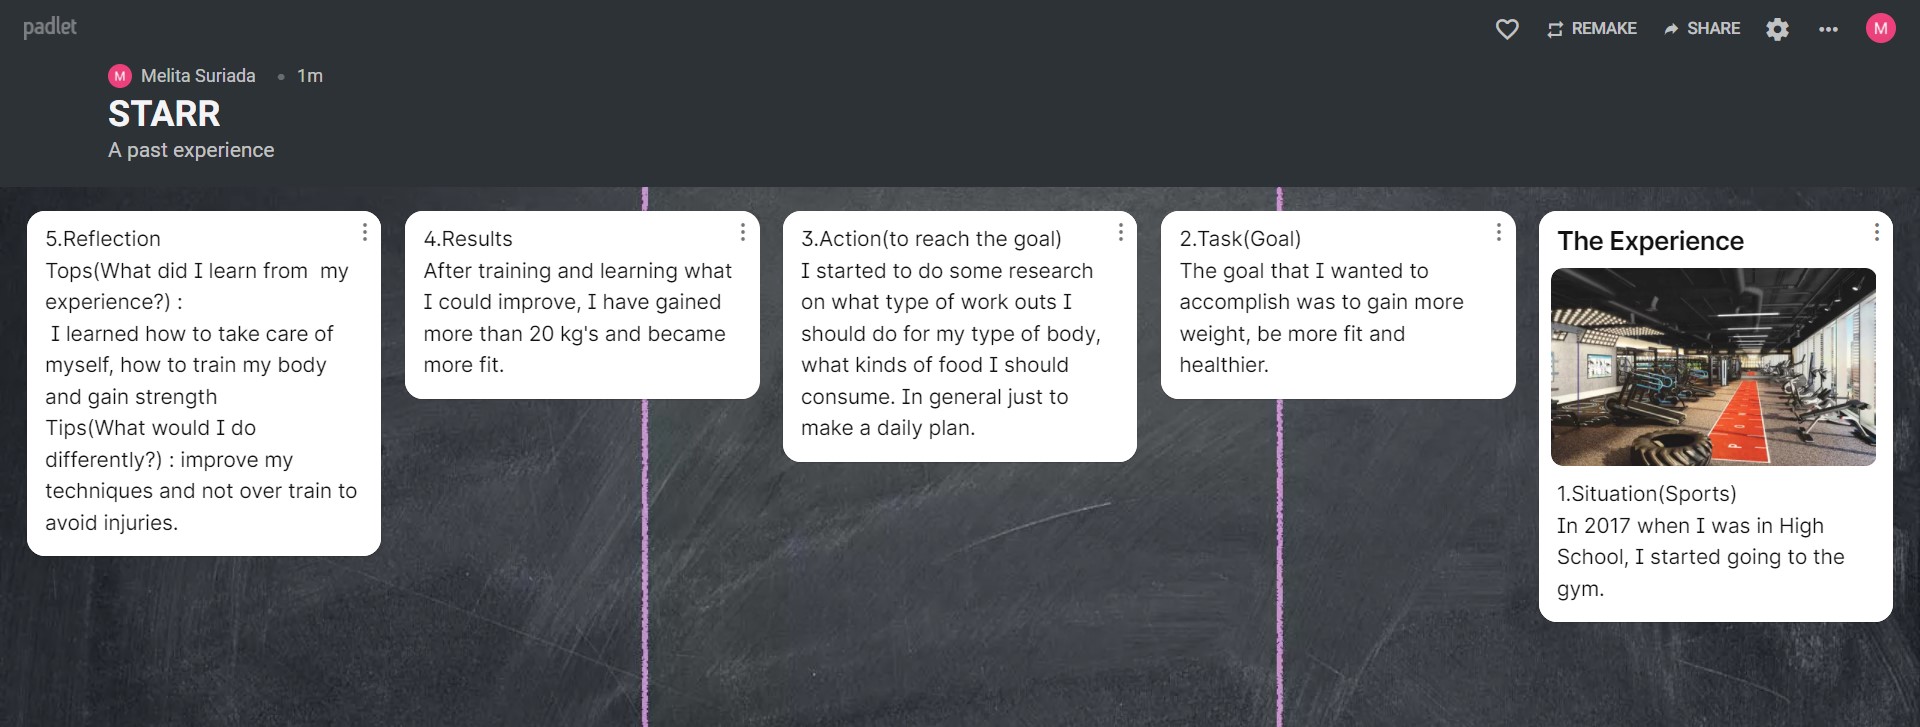 padlet
REMAKE
SHARE
M
M
Melita Suriada • 1m
STARR
A past experience
5.Reflection
Tops(What did I learn from  my
experience?) :
I learned how to take care of
myself, how to train my body
and gain strength
Tips(What would I do
differently?) : improve my
techniques and not over train to
avoid injuries.
4.Results
After training and learning what
I could improve, I have gained
more than 20 kg's and became
more fit.
3.Action(to reach the goal)
I started to do some research
on what type of work outs I
should do for my type of body,
what kinds of food I should
consume. In general just to
make a daily plan.
2.Task(Goal)
The goal that I wanted to
accomplish was to gain more
weight, be more fit and
healthier.
The Experience
1.Situation(Sports)
In 2017 when I was in High
School, I started going to the
gym.